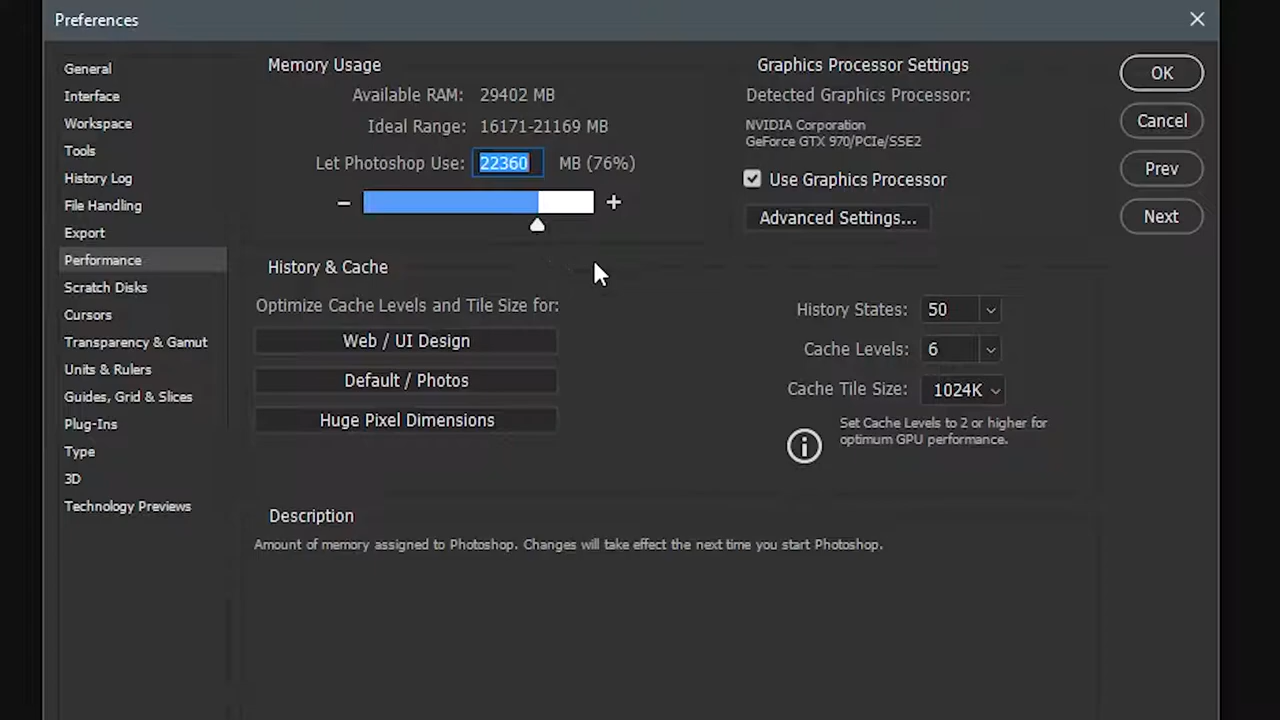 Preferences
General
Interface
Workspace
Tools
History Log
File Handling
Export
Performance
Scratch Disks
Cursors
Transparency & Gamut
Units & Rulers
Guides, Grid & Slices
Plug-Ins
Type
3D
Technology Previews
Memory Usage
Available RAM: 29402 MB
Ideal Range: 16171-21169 MB
Let Photoshop Use: 22360 MB (76%)
Graphics Processor Settings
Detected Graphics Processor:
NVIDIA Corporation
GeForce GTX 970/PCIe/SSE2
Use Graphics Processor
Advanced Settings...
OK
Cancel
Prev
Next
History & Cache
Optimize Cache Levels and Tile Size for:
Web / UI Design
Default / Photos
Huge Pixel Dimensions
History States: 50
Cache Levels: 6
Cache Tile Size: 1024K
Set Cache Levels to 2 or higher for
optimum GPU performance.
Description
Amount of memory assigned to Photoshop. Changes will take effect the next time you start Photoshop.